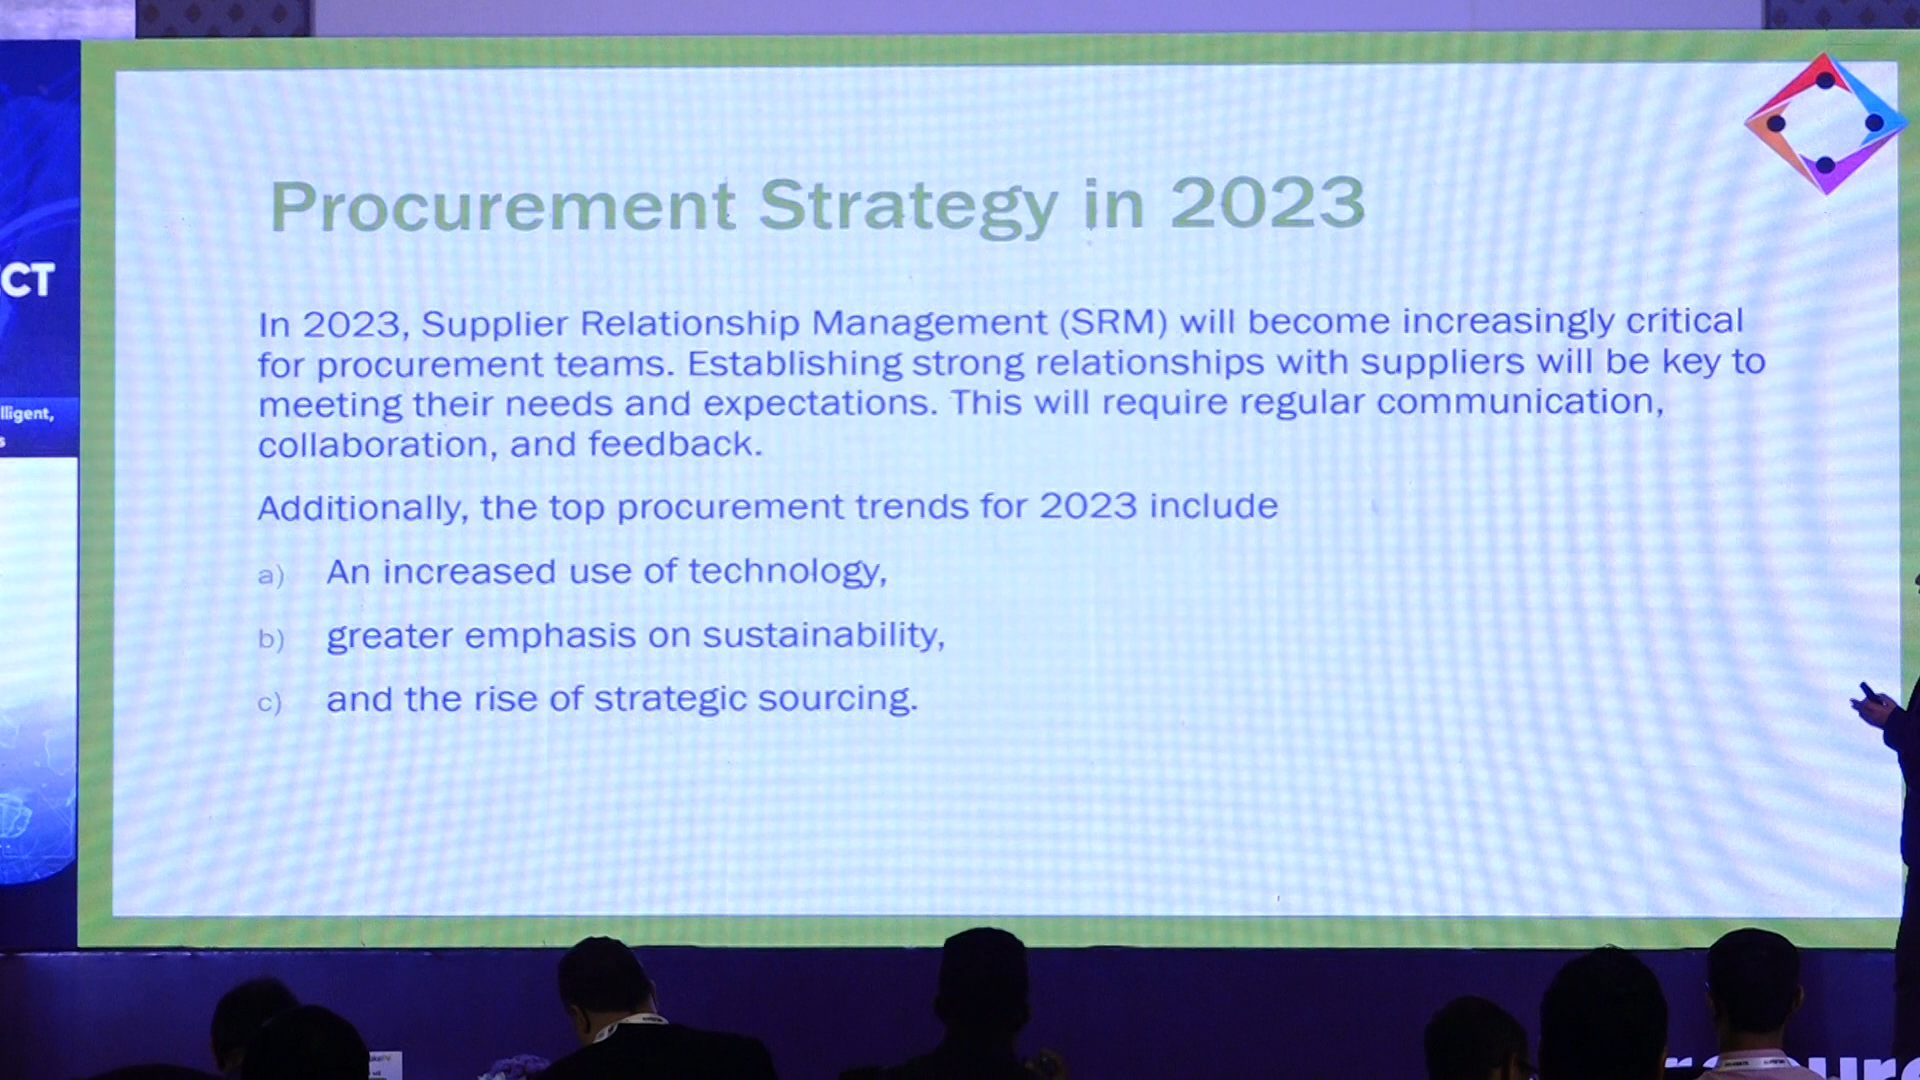 CT
lligent,
s
Procurement Strategy in 2023
In 2023, Supplier Relationship Management (SRM) will become increasingly critical
for procurement teams. Establishing strong relationships with suppliers will be key to
meeting their needs and expectations. This will require regular communication,
collaboration, and feedback.
Additionally, the top procurement trends for 2023 include
a) An increased use of technology,
b) greater emphasis on sustainability,
c) and the rise of strategic sourcing.